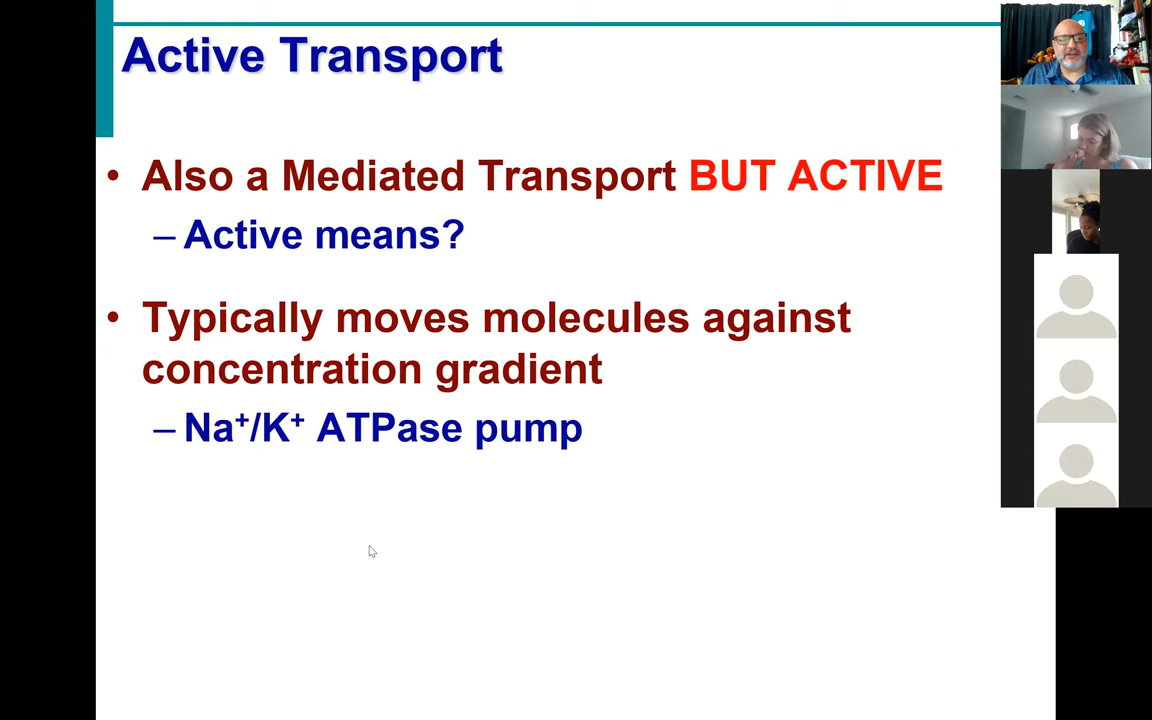 Active Transport
• Also a Mediated Transport BUT ACTIVE
– Active means?
• Typically moves molecules against
concentration gradient
– Na⁺/K⁺ ATPase pump